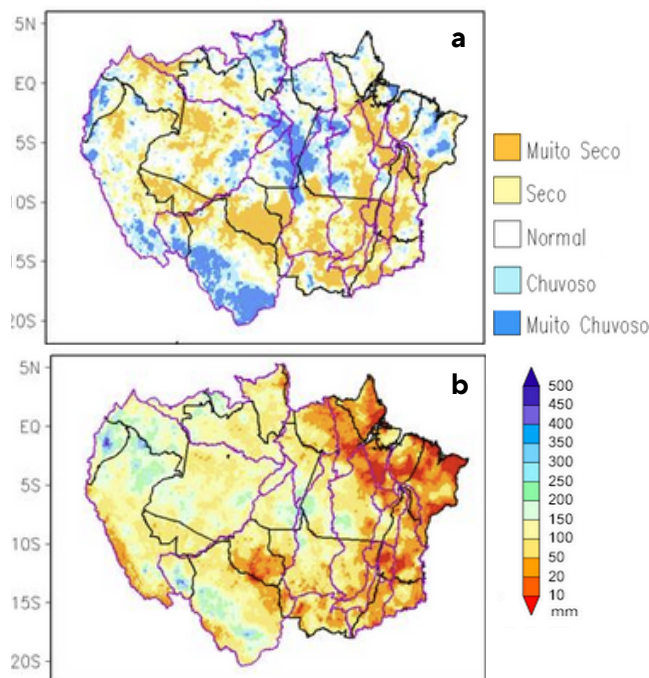 5N
a
EQ
5S
10S
15S
20S
Muito Seco
Seco
Normal
Chuvoso
Muito Chuvoso
5N
b
EQ
5S
10S
15S
20S
500
450
400
350
300
250
200
150
100
50
20
10
mm